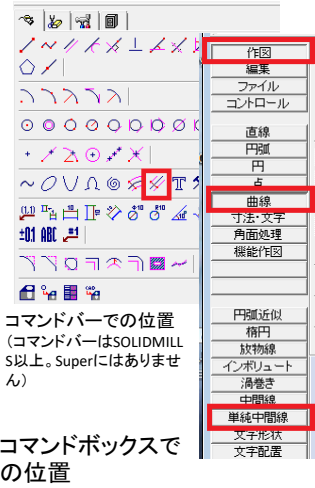 作図
編集
ファイル
コントロール
直線
円弧
円
点
曲線
寸法・文字
角面処理
機能作図
円弧近似
楕円
放物線
インボリュート
渦巻き
中間線
単純中間線
文字形状
文字配置
±0.1 ABC
コマンドバーでの位置
(コマンドバーはSOLIDMILL
S以上。Superにはありませ
ん)
コマンドボックスで
の位置